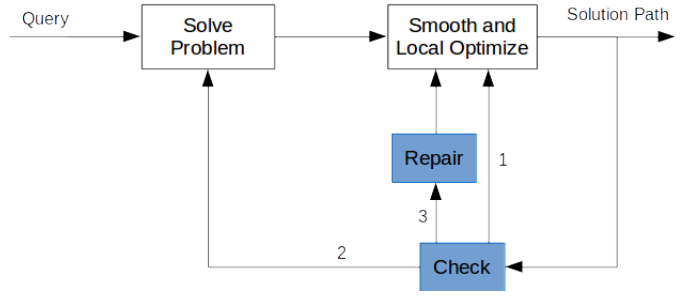 Query
Solve
Problem
Smooth and
Local Optimize
Solution Path
Repair
1
3
2
Check